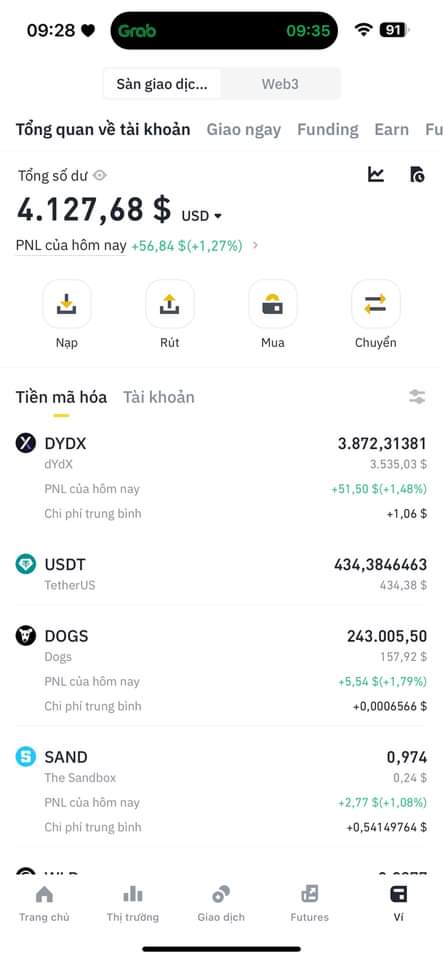 09:28 Grab 09:35 91
Sàn giao dịc... Web3
Tổng quan về tài khoản Giao ngay Funding Earn Fu
Tổng số dư
4.127,68 $ USD
PNL của hôm nay +56,84 $(+1,27%)
Nạp Rút Mua Chuyển
Tiền mã hóa Tài khoản
DYDX 3.872,31381
dYdX 3.535,03 $
PNL của hôm nay +51,50 $(+1,48%)
Chi phí trung bình +1,06 $
USDT 434,3846463
TetherUS 434,38 $
DOGS 243.005,50
Dogs 157,92 $
PNL của hôm nay +5,54 $(+1,79%)
Chi phí trung bình +0,0006566 $
SAND 0,974
The Sandbox 0,24 $
PNL của hôm nay +2,77 $(+1,08%)
Chi phí trung bình +0,54149764 $
Trang chủ Thị trường Giao dịch Futures Ví